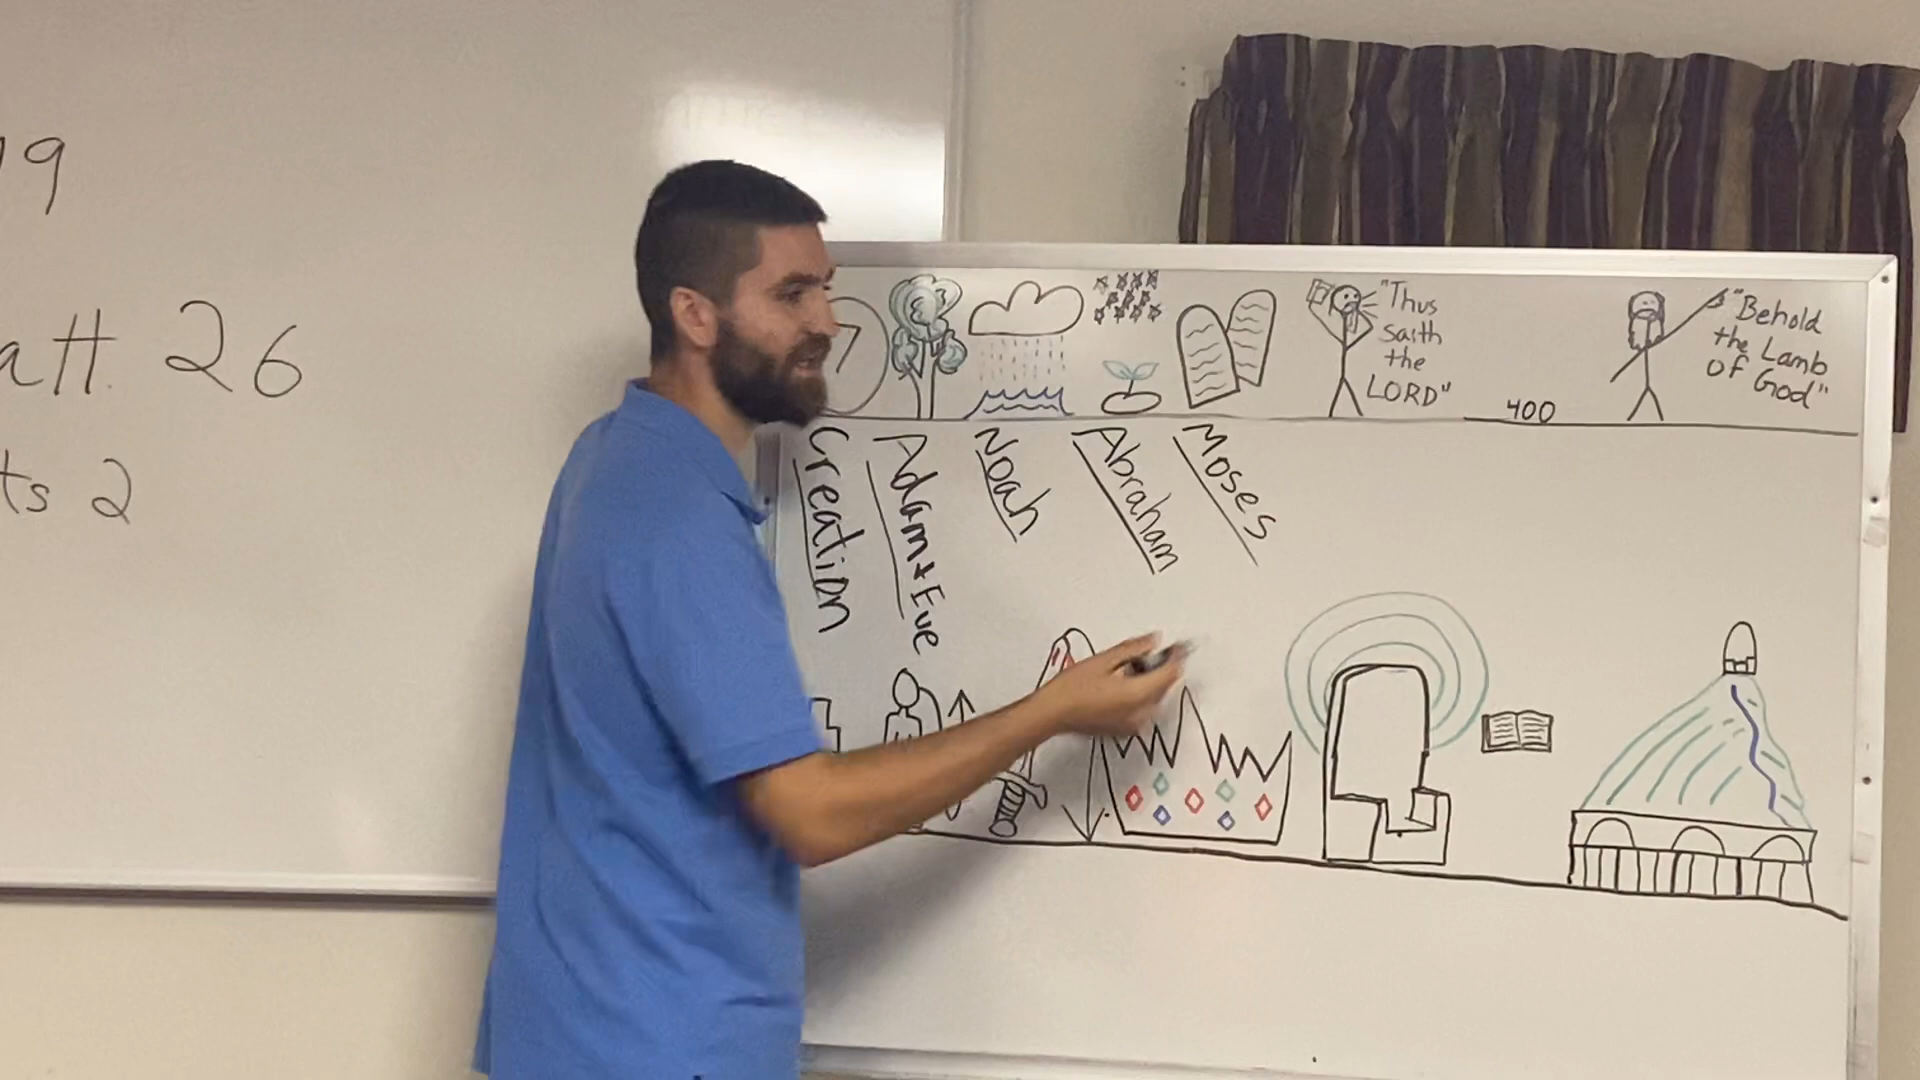 19
att. 26
ts 2
"Thus
saith
the
LORD"
400
"Behold
the Lamb
of God"
Creation
Adam + Eve
Noah
Abraham
Moses